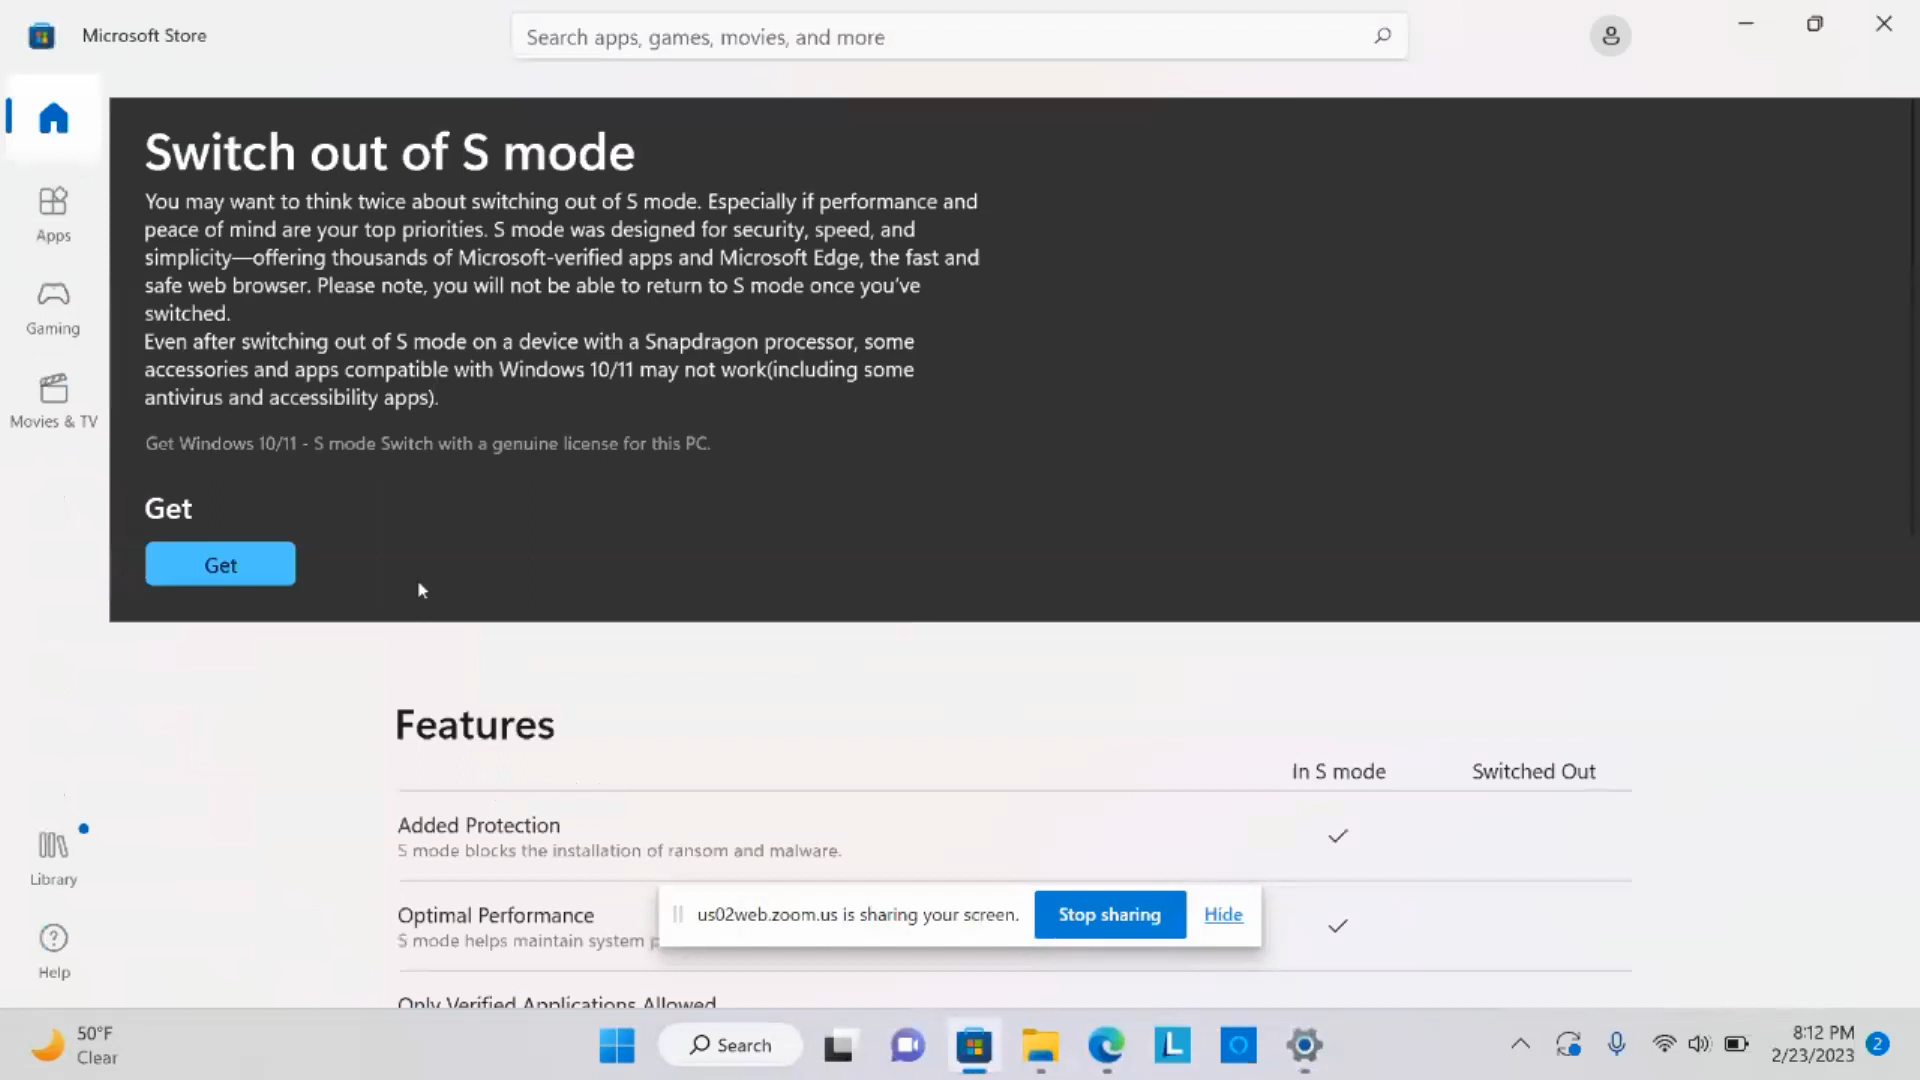 Microsoft Store
Search apps, games, movies, and more
Switch out of S mode
You may want to think twice about switching out of S mode. Especially if performance and
peace of mind are your top priorities. S mode was designed for security, speed, and
simplicity—offering thousands of Microsoft-verified apps and Microsoft Edge, the fast and
safe web browser. Please note, you will not be able to return to S mode once you've
switched.
Even after switching out of S mode on a device with a Snapdragon processor, some
accessories and apps compatible with Windows 10/11 may not work(including some
antivirus and accessibility apps).
Get Windows 10/11 - S mode Switch with a genuine license for this PC.
Get
Get
Apps
Gaming
Movies & TV
Library
Help
Features
In S mode Switched Out
Added Protection
S mode blocks the installation of ransom and malware.
Optimal Performance
S mode helps maintain system
us02web.zoom.us is sharing your screen. Stop sharing Hide
Only Verified Applications Allowed
50°F
Clear
Search
L
8:12 PM
2/23/2023
2